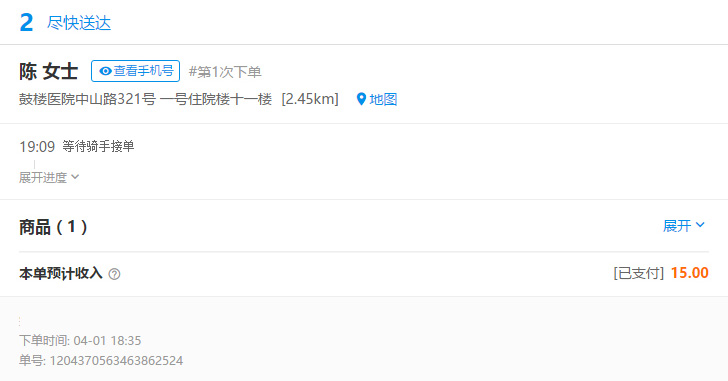 2 尽快送达
陈 女士 查看手机号 #第1次下单
鼓楼医院中山路321号 一号住院楼十一楼 [2.45km] 地图
19:09 等待骑手接单
展开进度
商品 ( 1 ) 展开
本单预计收入 [已支付] 15.00
下单时间: 04-01 18:35
单号: 1204370563463862524